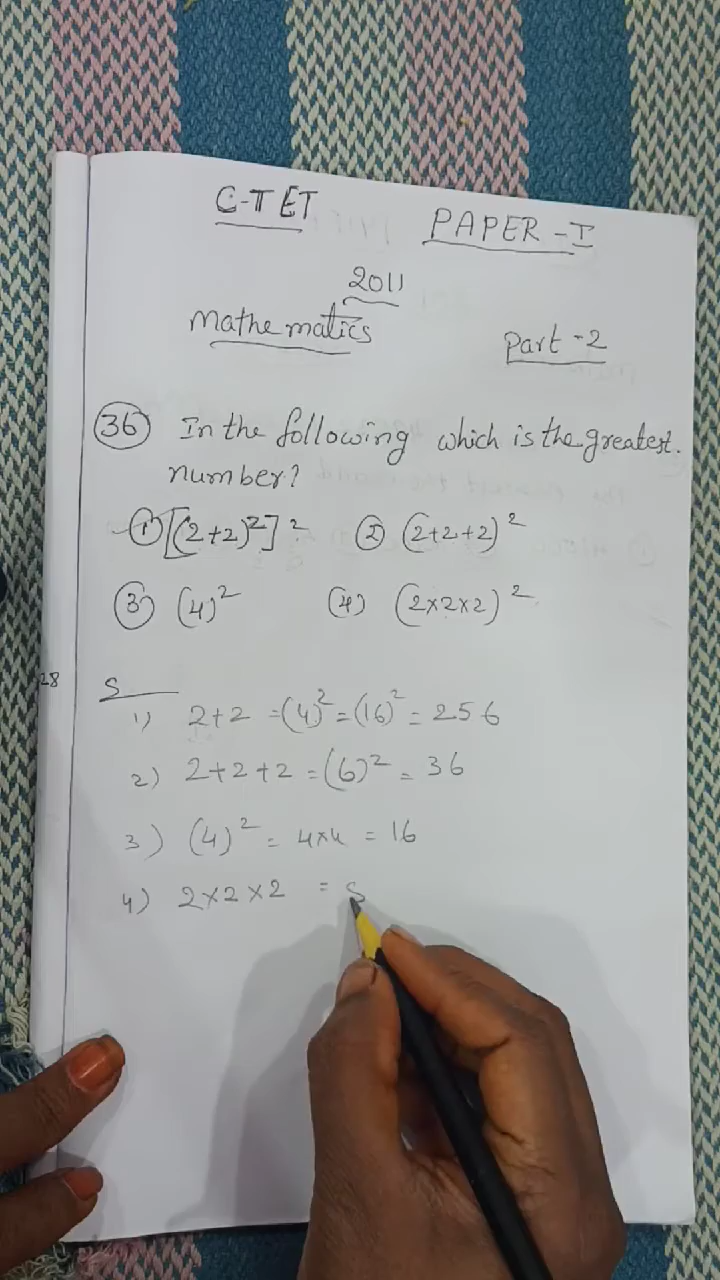 C-TET PAPER-I
2011
Mathematics Part-2
36 In the following which is the greatest.
number?
1) [(2+2)²]² 2) (2+2+2)²
3) (4)² (4) (2×2×2)²
28 S
1) 2+2 =(4)²=(16)² = 256
2) 2+2+2 =(6)² = 36
3) (4)² = 4×4 = 16
4) 2×2×2 =